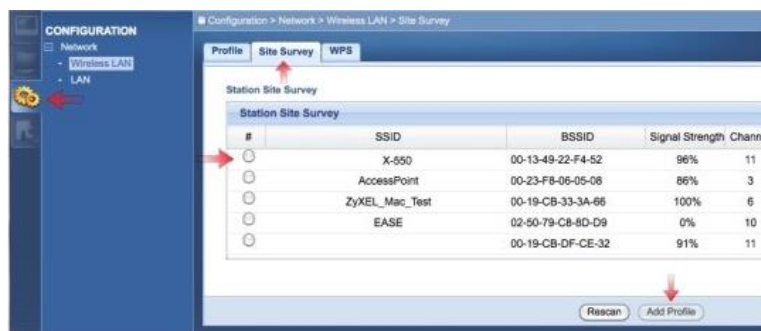 CONFIGURATION
Network
- Wireless LAN
- LAN
Configuration > Network > Wireless LAN > Site Survey
Profile Site Survey WPS
Station Site Survey
Station Site Survey
# SSID BSSID Signal Strength Chann
X-550 00-13-49-22-F4-52 96% 11
AccessPoint 00-23-F8-06-05-08 86% 3
ZyXEL_Mac_Test 00-19-CB-33-3A-66 100% 6
EASE 02-50-79-C8-8D-D9 0% 10
00-19-CB-DF-CE-32 91% 11
Rescan Add Profile